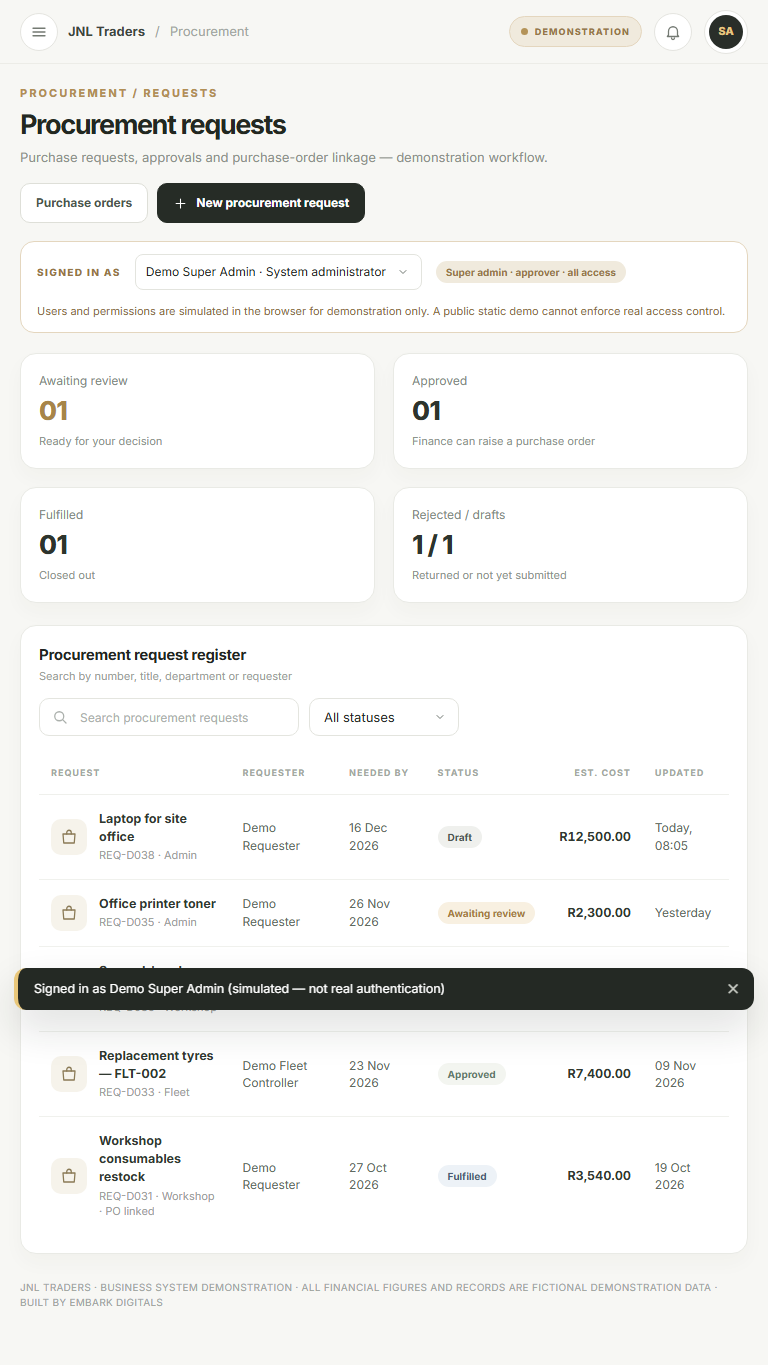 JNL Traders / Procurement
DEMONSTRATION
SA
PROCUREMENT / REQUESTS
Procurement requests
Purchase requests, approvals and purchase-order linkage — demonstration workflow.
Purchase orders
+ New procurement request
SIGNED IN AS
Demo Super Admin · System administrator
Super admin · approver · all access
Users and permissions are simulated in the browser for demonstration only. A public static demo cannot enforce real access control.
Awaiting review
01
Ready for your decision
Approved
01
Finance can raise a purchase order
Fulfilled
01
Closed out
Rejected / drafts
1 / 1
Returned or not yet submitted
Procurement request register
Search by number, title, department or requester
Search procurement requests
All statuses
REQUEST REQUESTER NEEDED BY STATUS EST. COST UPDATED
Laptop for site
office
REQ-D038 · Admin
Demo
Requester
16 Dec
2026
Draft
R12,500.00
Today,
08:05
Office printer toner
REQ-D035 · Admin
Demo
Requester
26 Nov
2026
Awaiting review
R2,300.00
Yesterday
Signed in as Demo Super Admin (simulated — not real authentication)
Replacement tyres
— FLT-002
REQ-D033 · Fleet
Demo Fleet
Controller
23 Nov
2026
Approved
R7,400.00
09 Nov
2026
Workshop
consumables
restock
REQ-D031 · Workshop
· PO linked
Demo
Requester
27 Oct
2026
Fulfilled
R3,540.00
19 Oct
2026
JNL TRADERS · BUSINESS SYSTEM DEMONSTRATION · ALL FINANCIAL FIGURES AND RECORDS ARE FICTIONAL DEMONSTRATION DATA ·
BUILT BY EMBARK DIGITALS